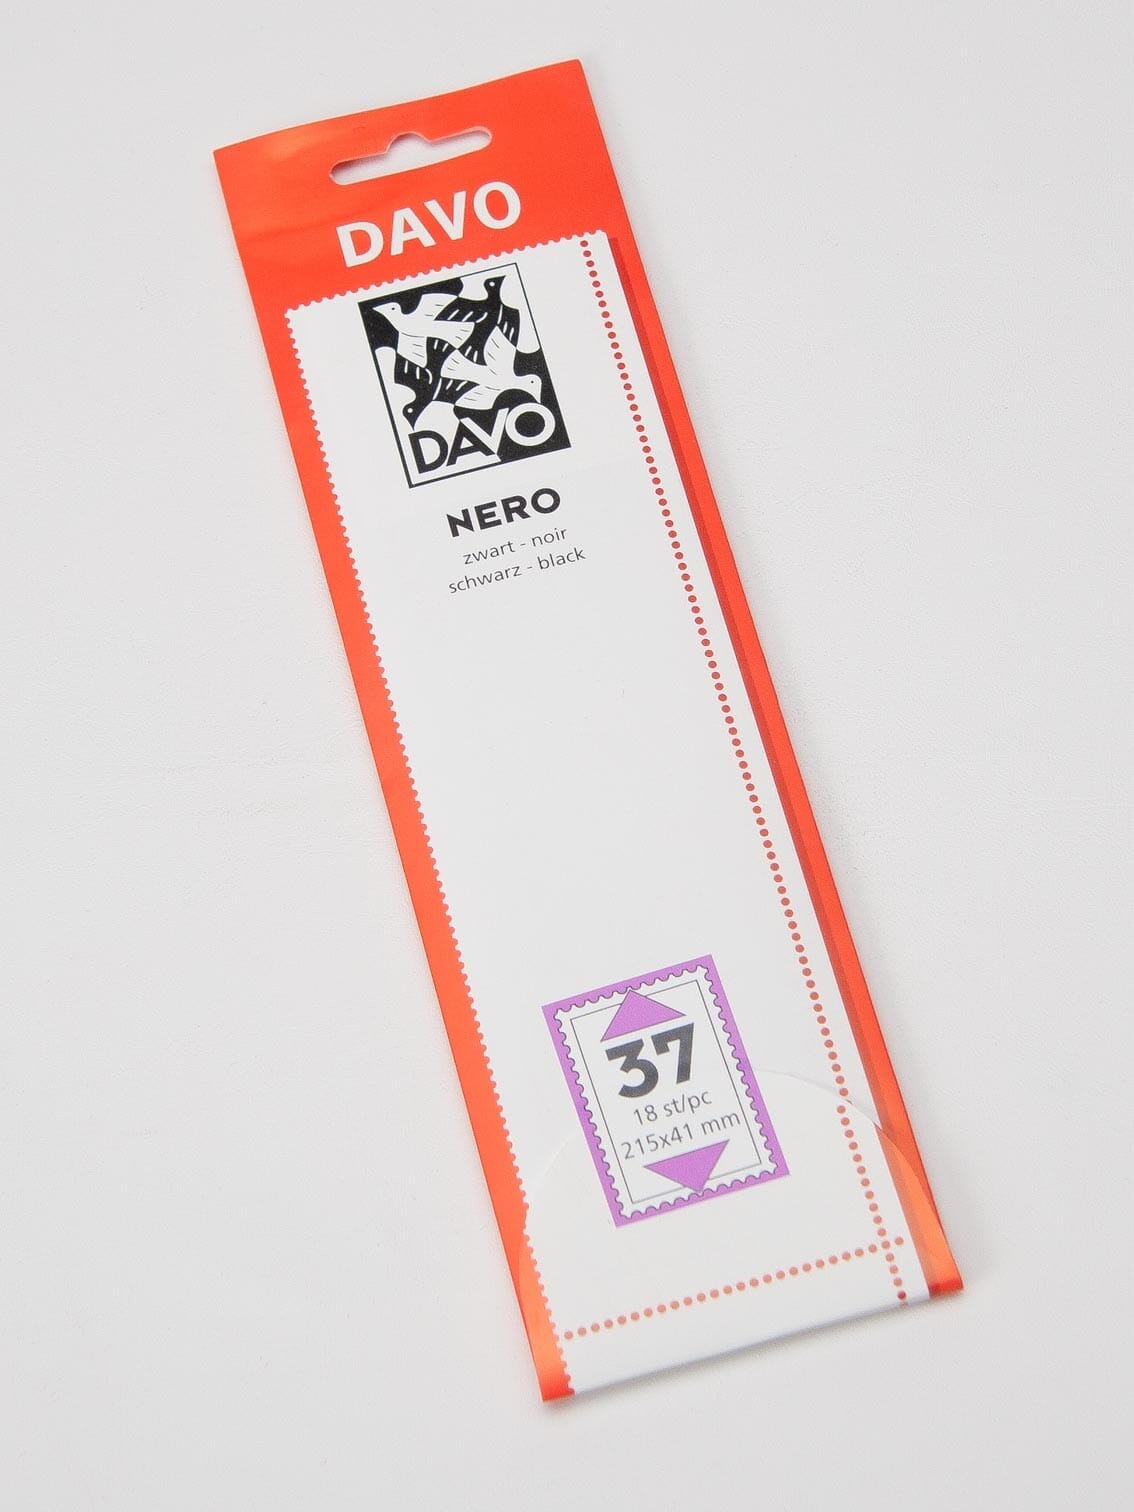 DAVO
DAVO
NERO
zwart - noir
schwarz - black
37
18 st/pc
215x41 mm